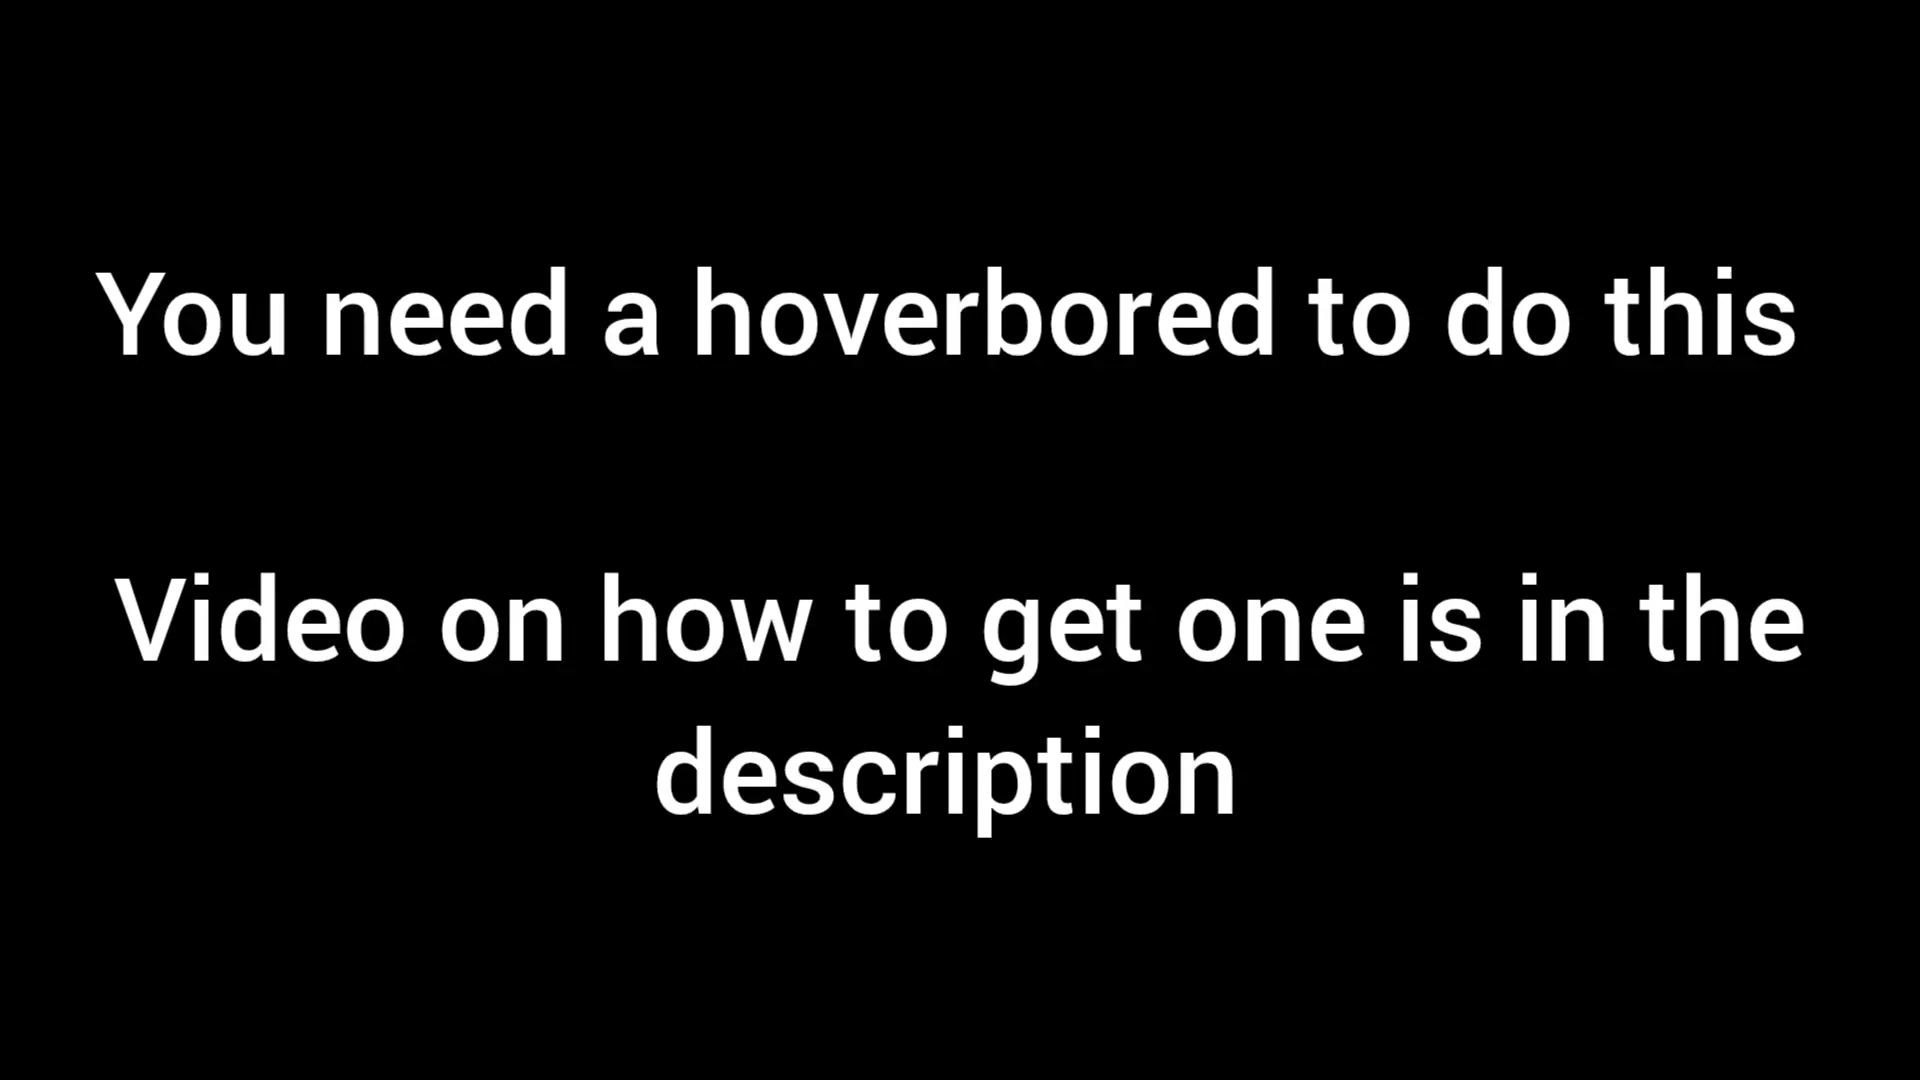 You need a hoverbored to do this
Video on how to get one is in the
description